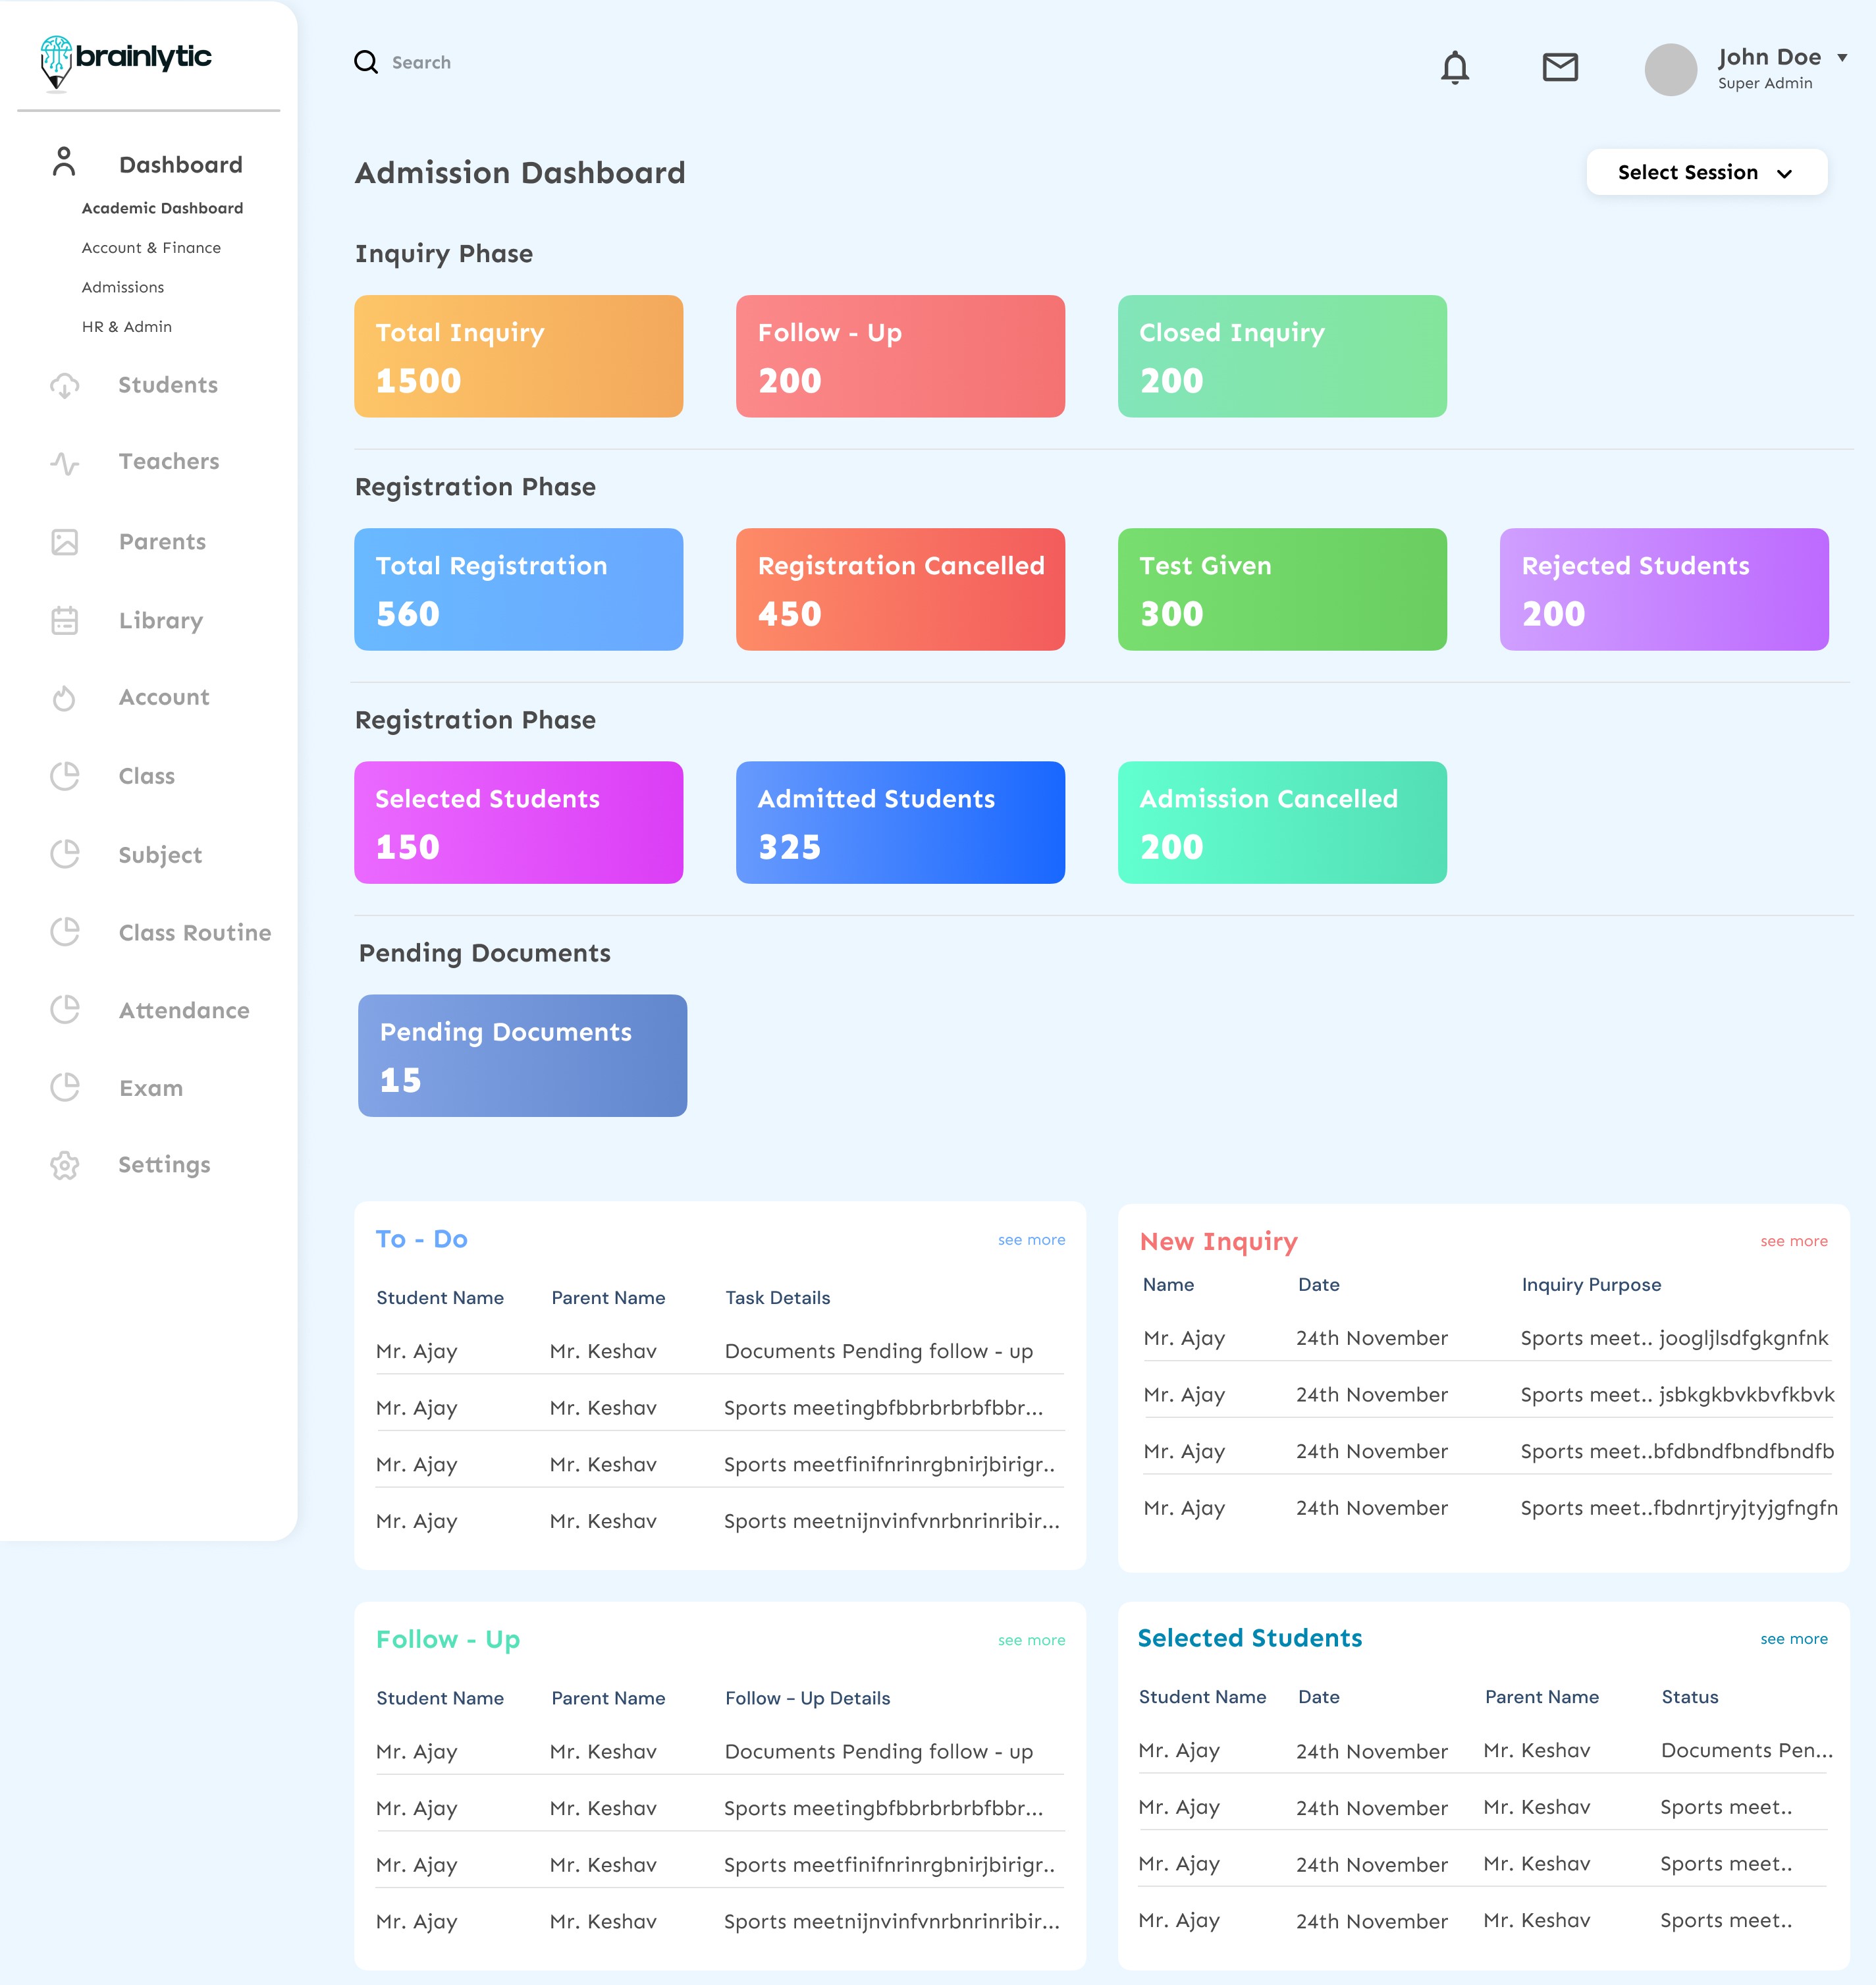 brainlytic
Search
John Doe
Super Admin
Dashboard
Academic Dashboard
Account & Finance
Admissions
HR & Admin
Students
Teachers
Parents
Library
Account
Class
Subject
Class Routine
Attendance
Exam
Settings
Admission Dashboard
Select Session
Inquiry Phase
Total Inquiry
1500
Follow - Up
200
Closed Inquiry
200
Registration Phase
Total Registration
560
Registration Cancelled
450
Test Given
300
Rejected Students
200
Registration Phase
Selected Students
150
Admitted Students
325
Admission Cancelled
200
Pending Documents
Pending Documents
15
To - Do see more
Student Name Parent Name Task Details
Mr. Ajay Mr. Keshav Documents Pending follow - up
Mr. Ajay Mr. Keshav Sports meetingbfbbrbrbrbfbbr...
Mr. Ajay Mr. Keshav Sports meetfinifnrinrgbnirjbirigr..
Mr. Ajay Mr. Keshav Sports meetnijnvinfvnrbnrinribir...
New Inquiry see more
Name Date Inquiry Purpose
Mr. Ajay 24th November Sports meet.. joogljlsdfgkgnfnk
Mr. Ajay 24th November Sports meet.. jsbkgkbvkbvfkbvk
Mr. Ajay 24th November Sports meet..bfdbndfbndfbndfb
Mr. Ajay 24th November Sports meet..fbdnrtjryjtyjgfngfn
Follow - Up see more
Student Name Parent Name Follow - Up Details
Mr. Ajay Mr. Keshav Documents Pending follow - up
Mr. Ajay Mr. Keshav Sports meetingbfbbrbrbrbfbbr...
Mr. Ajay Mr. Keshav Sports meetfinifnrinrgbnirjbirigr..
Mr. Ajay Mr. Keshav Sports meetnijnvinfvnrbnrinribir...
Selected Students see more
Student Name Date Parent Name Status
Mr. Ajay 24th November Mr. Keshav Documents Pen...
Mr. Ajay 24th November Mr. Keshav Sports meet..
Mr. Ajay 24th November Mr. Keshav Sports meet..
Mr. Ajay 24th November Mr. Keshav Sports meet..